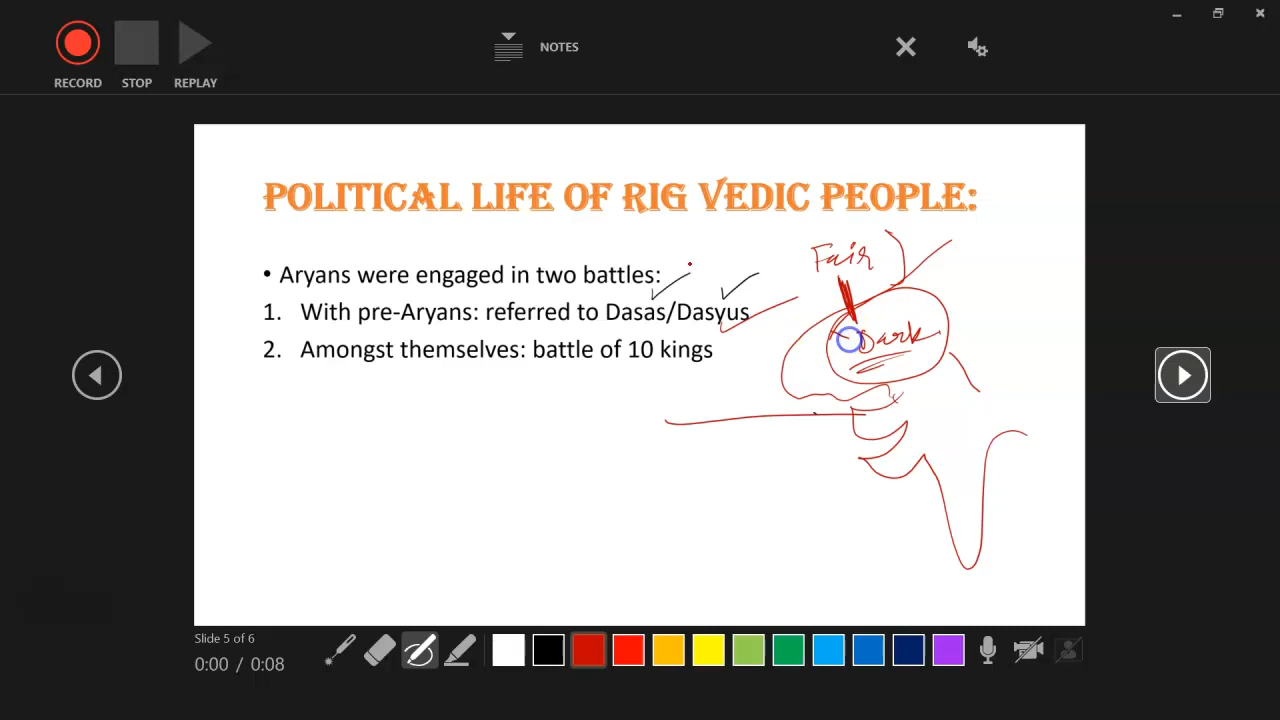 NOTES
RECORD STOP REPLAY
POLITICAL LIFE OF RIG VEDIC PEOPLE:
• Aryans were engaged in two battles:
1. With pre-Aryans: referred to Dasas/Dasyus
2. Amongst themselves: battle of 10 kings
Fair
Dark
Slide 5 of 6
0:00 / 0:08